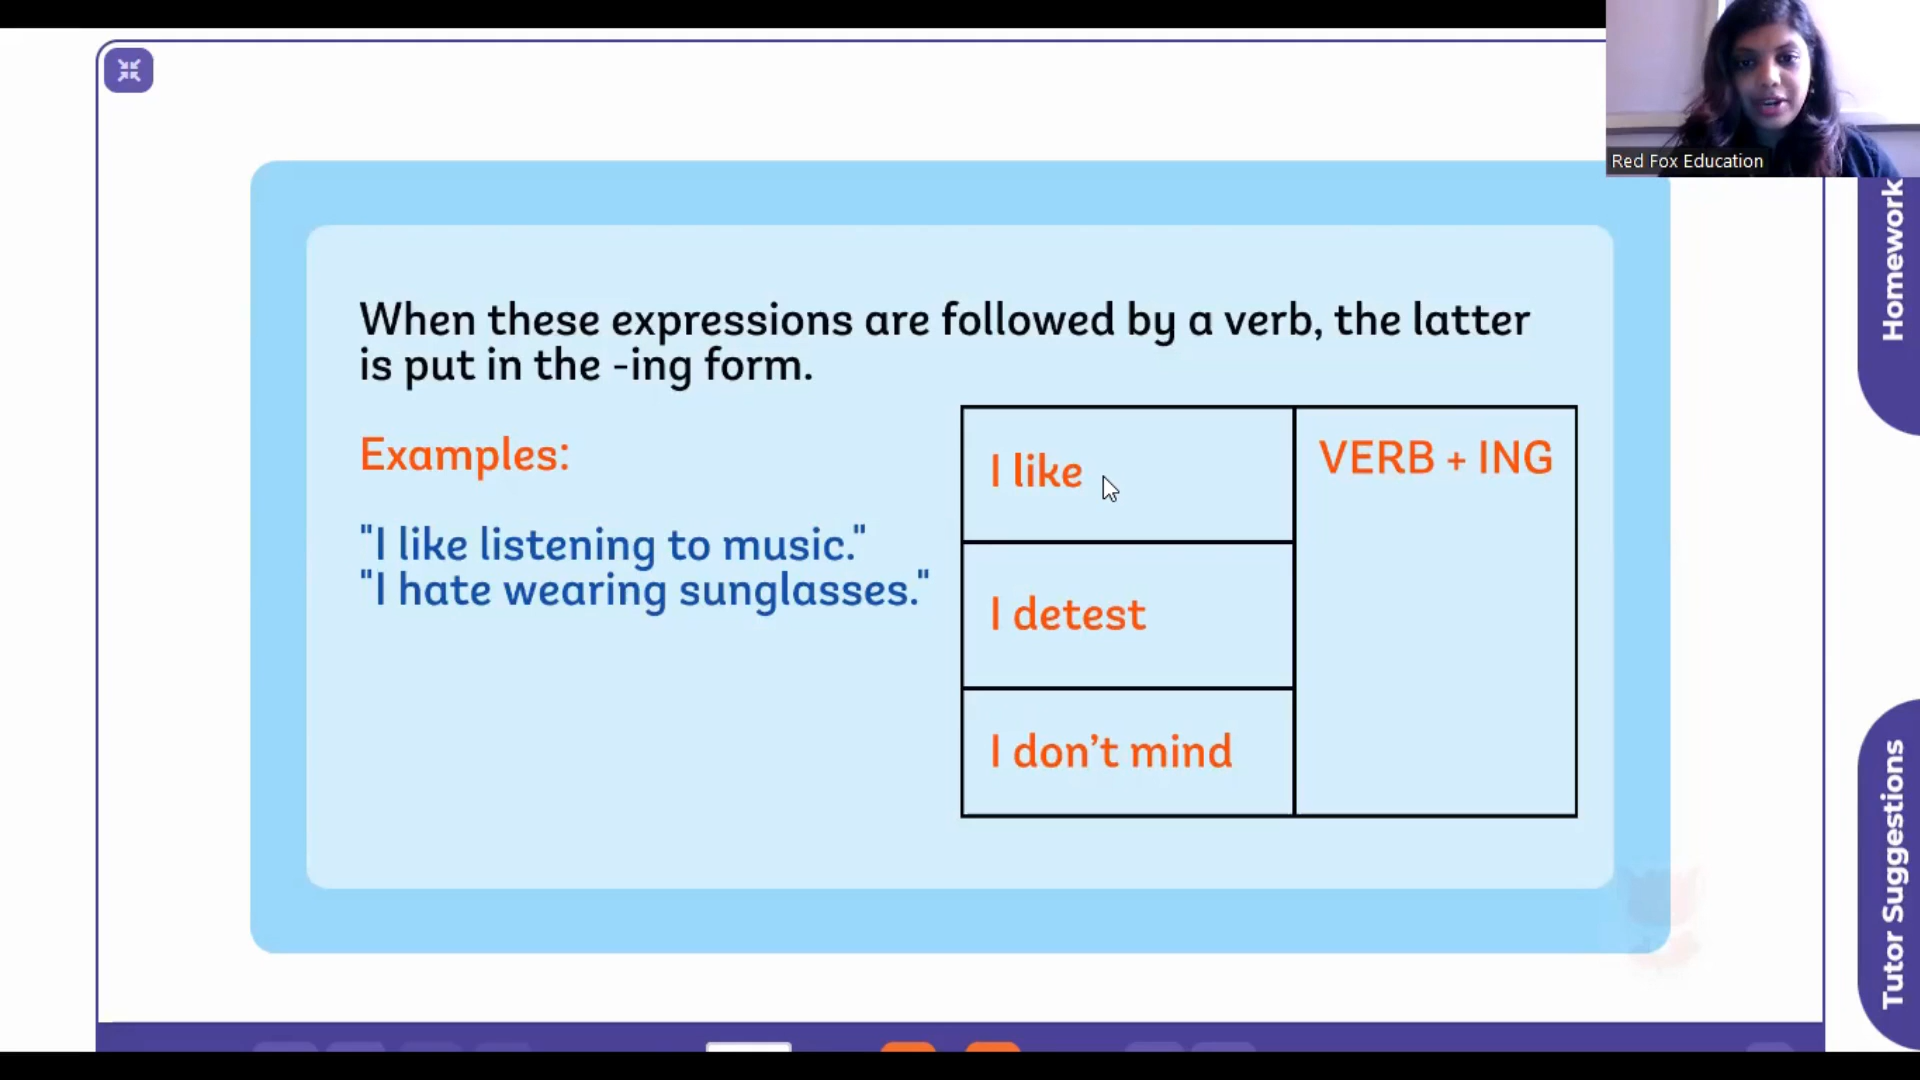 Red Fox Education
Homework
When these expressions are followed by a verb, the latter
is put in the -ing form.
Examples:
"I like listening to music."
"I hate wearing sunglasses."
I like
VERB + ING
I detest
I don’t mind
Tutor Suggestions